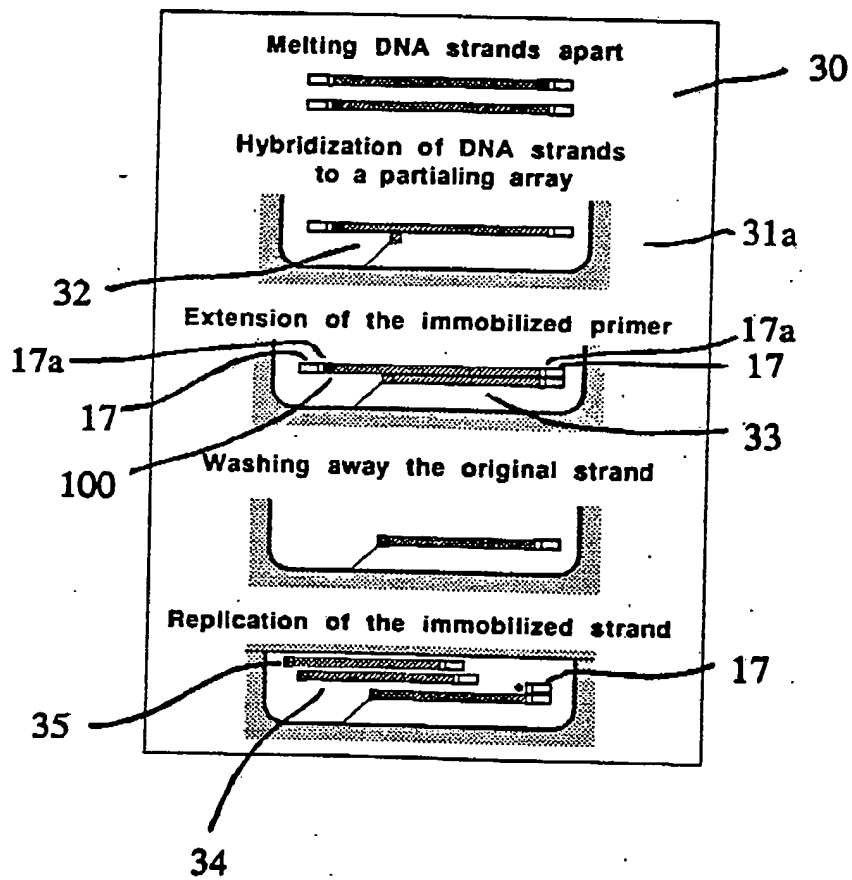 Melting DNA strands apart
30
Hybridization of DNA strands
to a partialing array
31a
32
Extension of the immobilized primer
17a
17a
17
17
33
100
Washing away the original strand
Replication of the immobilized strand
17
35
34